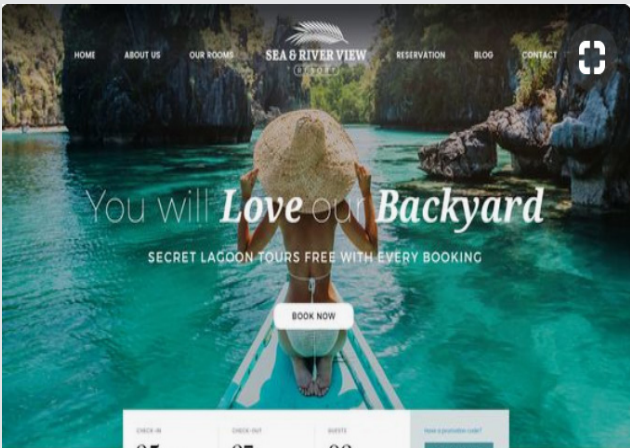 HOME ABOUT US OUR ROOMS SEA & RIVER VIEW RESERVATION BLOG CONTACT
RESORT
You will Love our Backyard
SECRET LAGOON TOURS FREE WITH EVERY BOOKING
BOOK NOW
CHECK-IN CHECK-OUT GUESTS Have a promotion code?